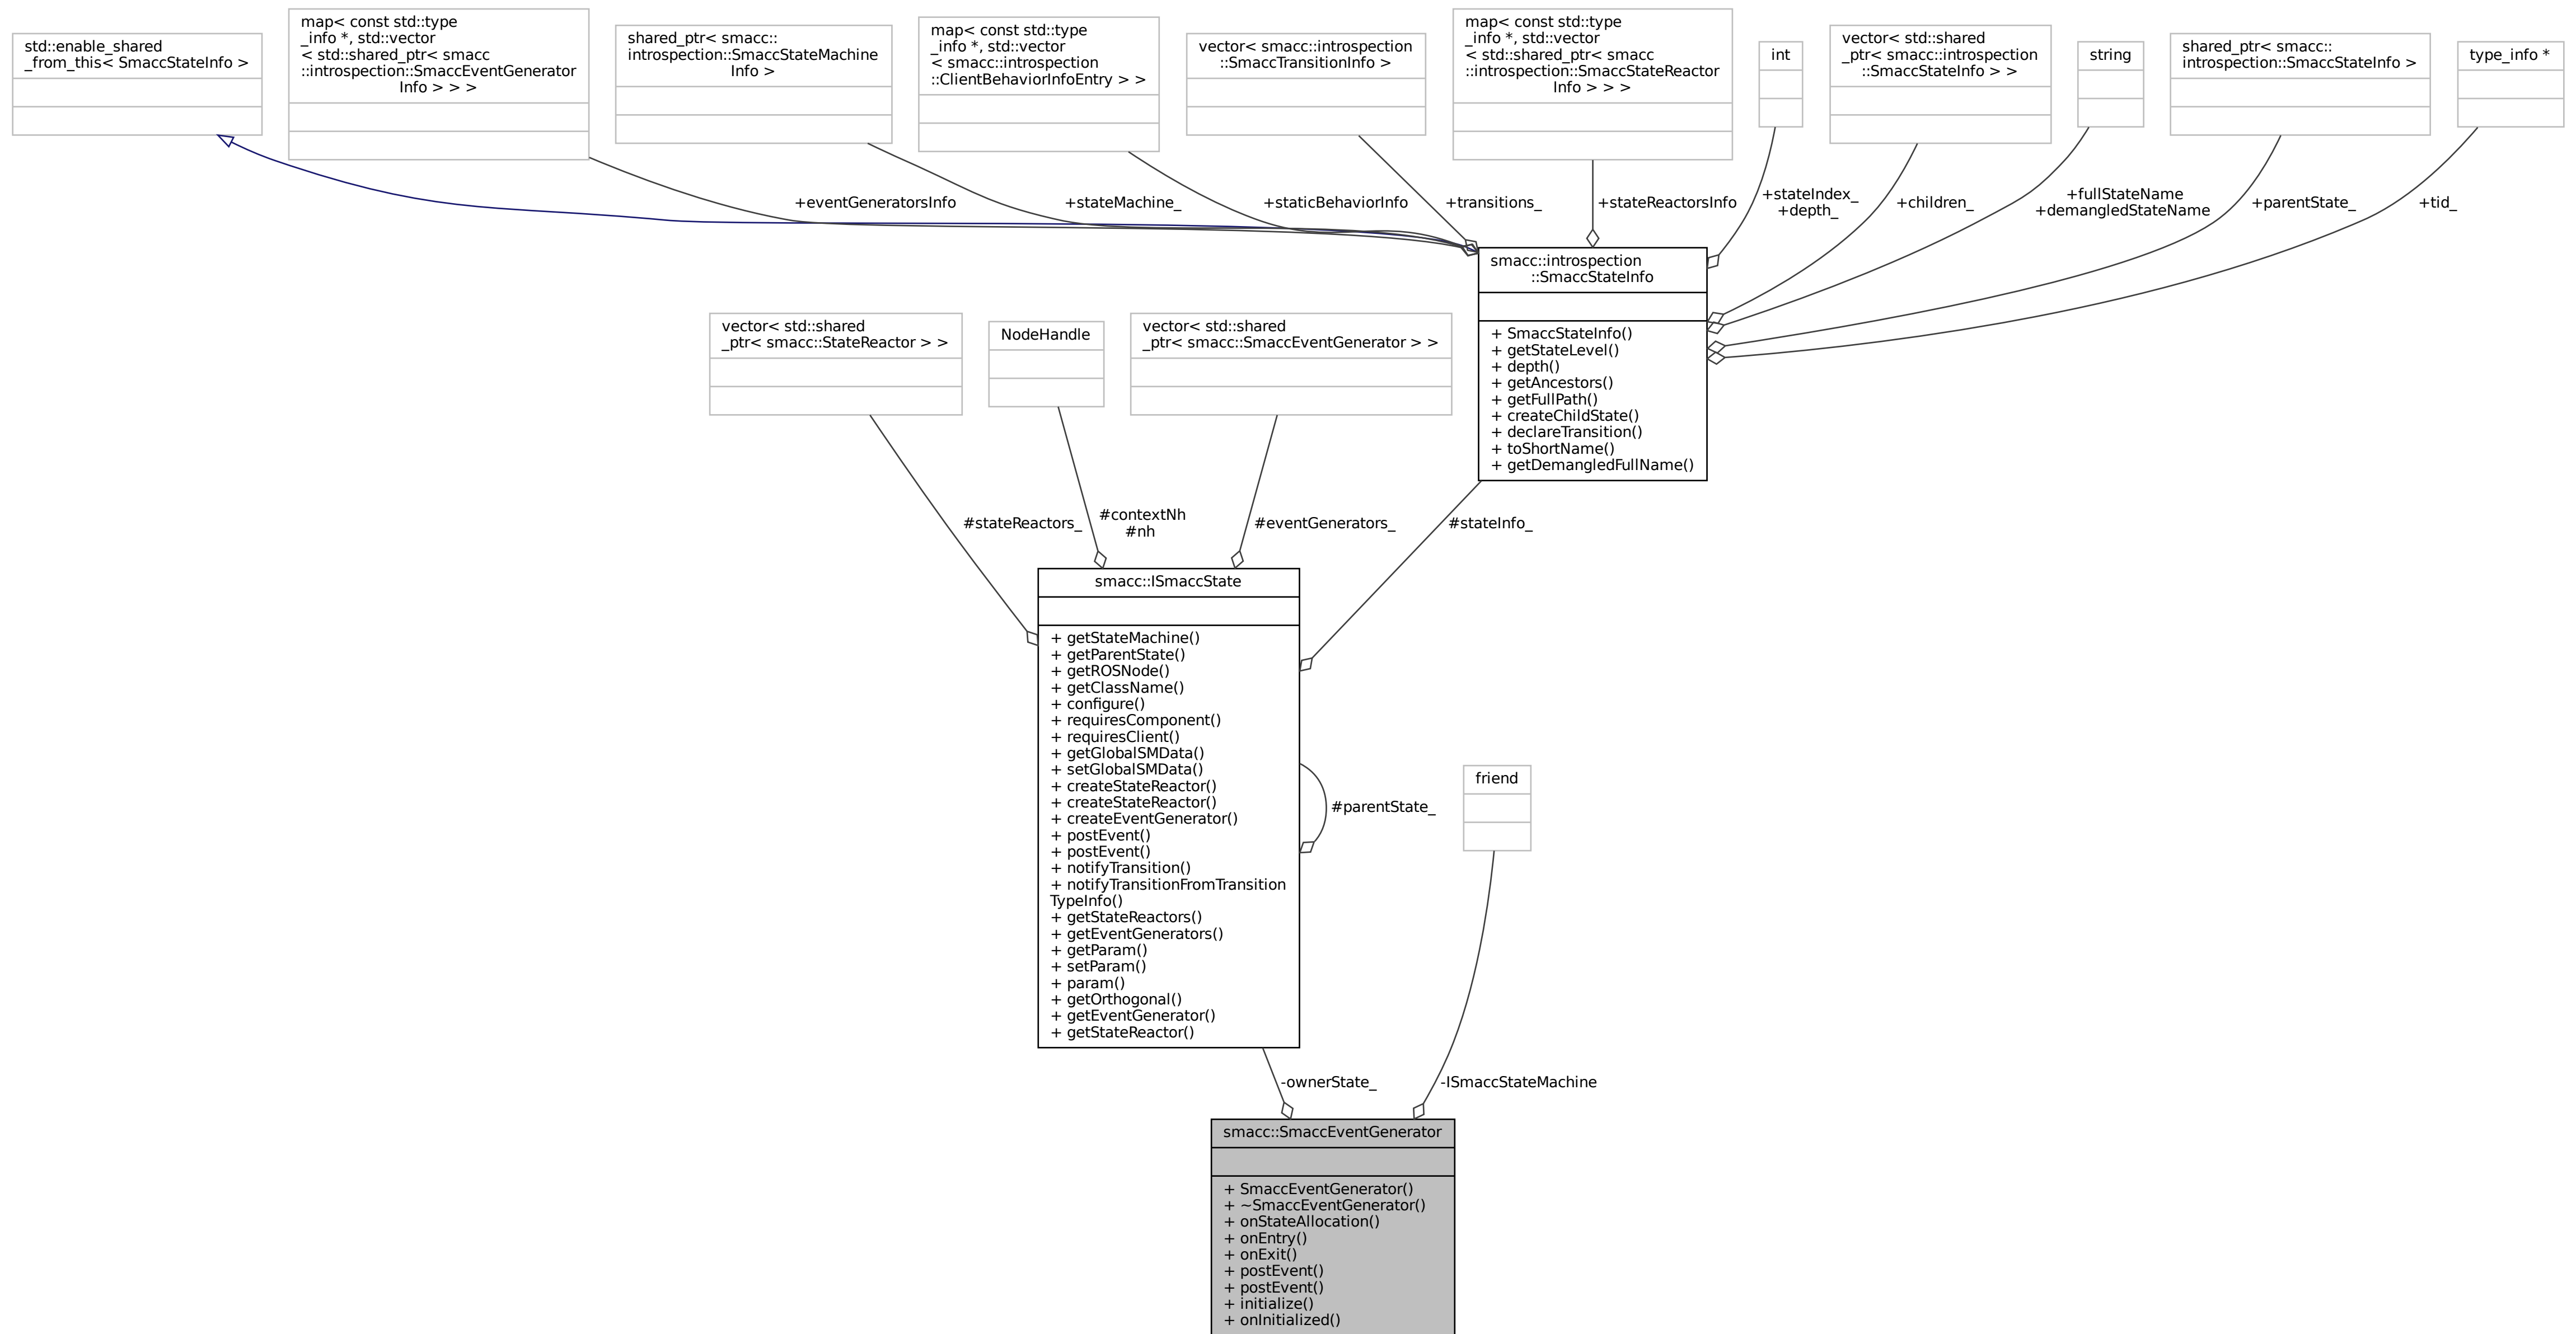 std::enable_shared
_from_this< SmaccStateInfo >
map< const std::type
_info *, std::vector
< std::shared_ptr< smacc
::introspection::SmaccEventGenerator
Info > > >
shared_ptr< smacc::
introspection::SmaccStateMachine
Info >
map< const std::type
_info *, std::vector
< smacc::introspection
::ClientBehaviorInfoEntry > >
vector< smacc::introspection
::SmaccTransitionInfo >
map< const std::type
_info *, std::vector
< std::shared_ptr< smacc
::introspection::SmaccStateReactor
Info > > >
int
vector< std::shared
_ptr< smacc::introspection
::SmaccStateInfo > >
string
shared_ptr< smacc::
introspection::SmaccStateInfo >
type_info *
+eventGeneratorsInfo
+stateMachine_
+staticBehaviorInfo
+transitions_
+stateReactorsInfo
+stateIndex_
+depth_
+children_
+fullStateName
+demangledStateName
+parentState_
+tid_
smacc::introspection
::SmaccStateInfo
+ SmaccStateInfo()
+ getStateLevel()
+ depth()
+ getAncestors()
+ getFullPath()
+ createChildState()
+ declareTransition()
+ toShortName()
+ getDemangledFullName()
vector< std::shared
_ptr< smacc::StateReactor > >
NodeHandle
vector< std::shared
_ptr< smacc::SmaccEventGenerator > >
#stateReactors_
#contextNh
#nh
#eventGenerators_
#stateInfo_
smacc::ISmaccState
+ getStateMachine()
+ getParentState()
+ getROSNode()
+ getClassName()
+ configure()
+ requiresComponent()
+ requiresClient()
+ getGlobalSMData()
+ setGlobalSMData()
+ createStateReactor()
+ createStateReactor()
+ createEventGenerator()
+ postEvent()
+ postEvent()
+ notifyTransition()
+ notifyTransitionFromTransition
TypeInfo()
+ getStateReactors()
+ getEventGenerators()
+ getParam()
+ setParam()
+ param()
+ getOrthogonal()
+ getEventGenerator()
+ getStateReactor()
#parentState_
friend
-ownerState_
-ISmaccStateMachine
smacc::SmaccEventGenerator
+ SmaccEventGenerator()
+ ~SmaccEventGenerator()
+ onStateAllocation()
+ onEntry()
+ onExit()
+ postEvent()
+ postEvent()
+ initialize()
+ onInitialized()